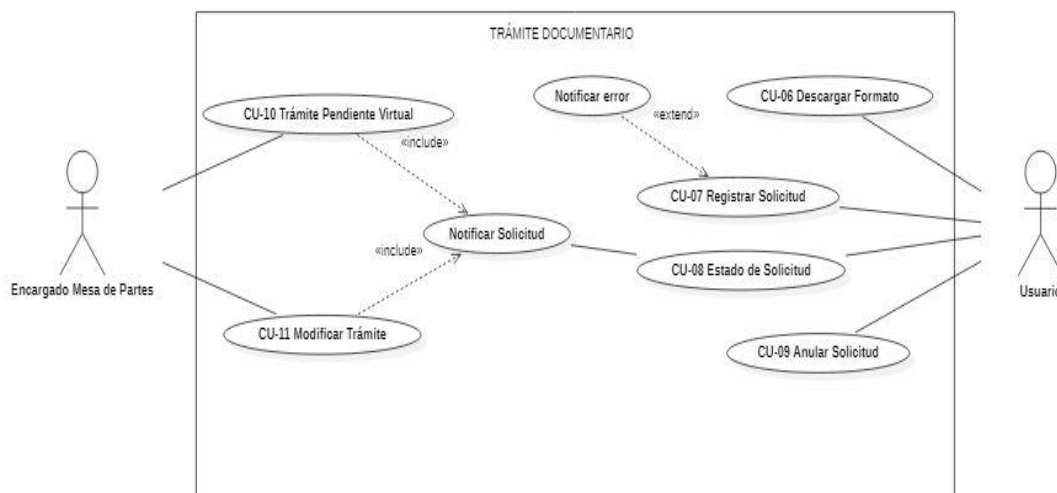 TRÁMITE DOCUMENTARIO
Notificar error
CU-06 Descargar Formato
CU-10 Trámite Pendiente Virtual
«extend»
«include»
CU-07 Registrar Solicitud
Notificar Solicitud
«include»
CU-08 Estado de Solicitud
Encargado Mesa de Partes
Usuario
CU-11 Modificar Trámite
CU-09 Anular Solicitud